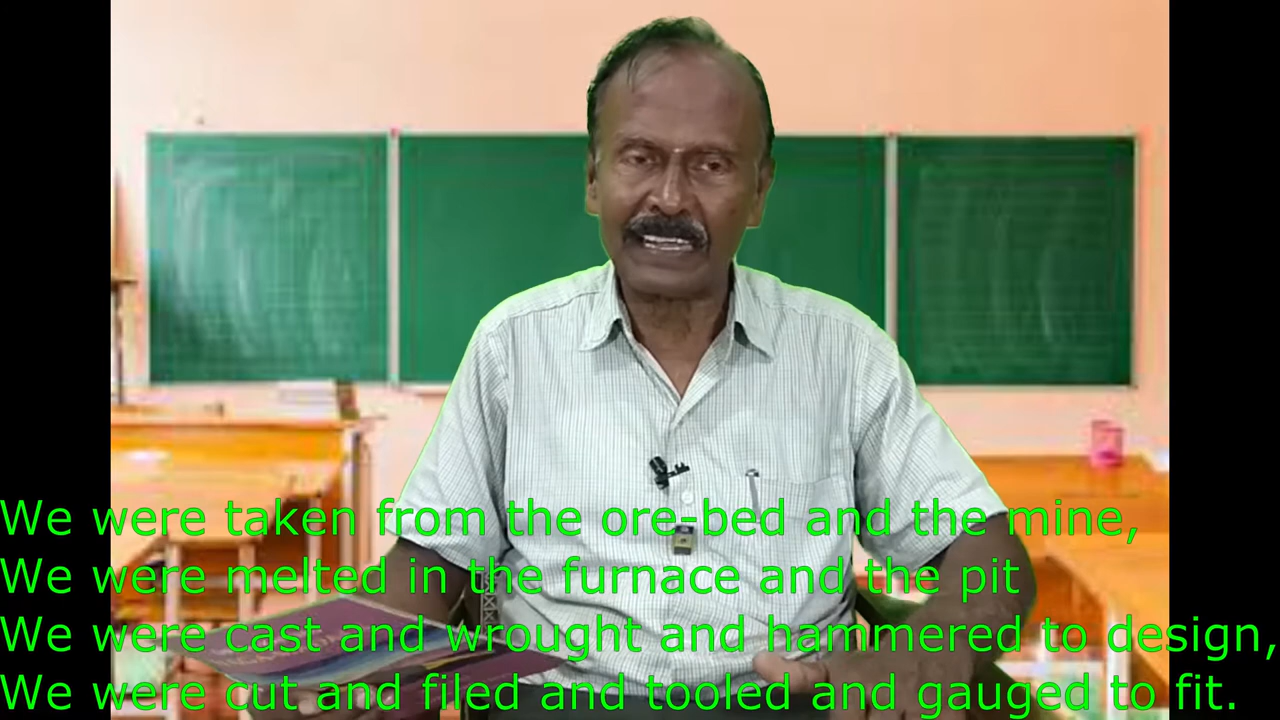 We were taken from the ore-bed and the mine,
We were melted in the furnace and the pit
We were cast and wrought and hammered to design,
We were cut and filed and tooled and gauged to fit.